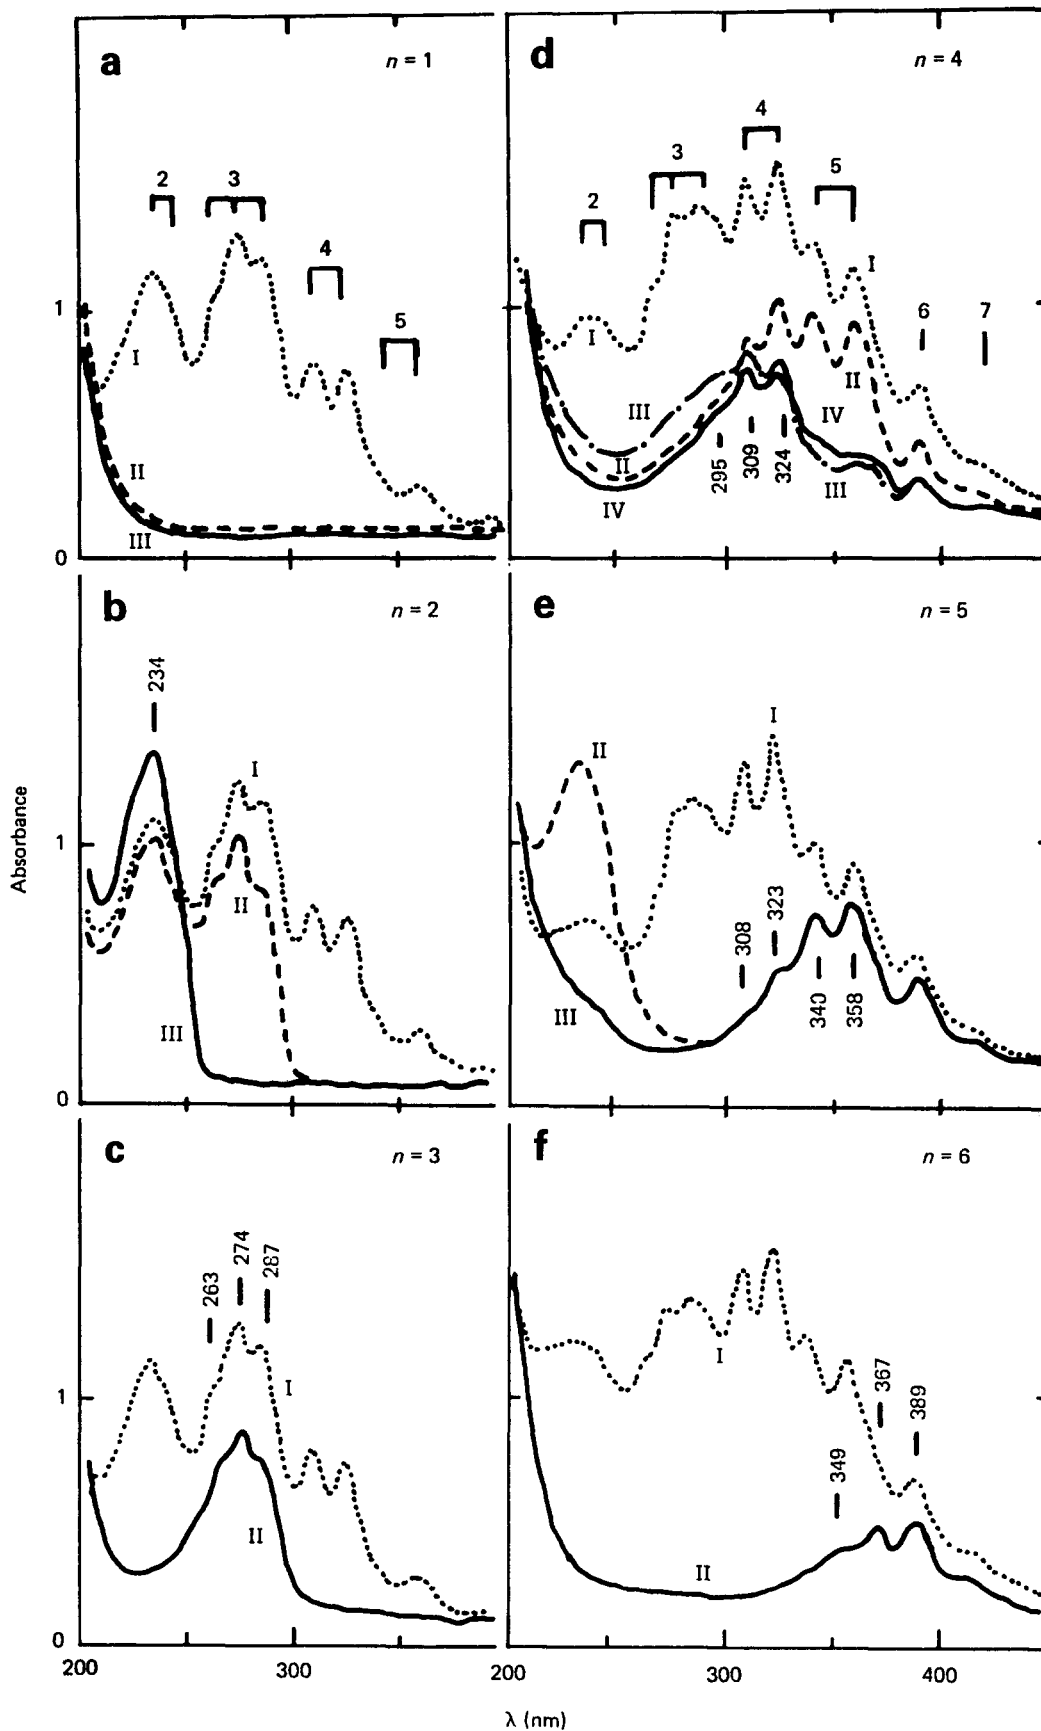 a
n = 1
2
3
4
5
1
I
II
III
0
d
n = 4
4
3
5
2
I
6
7
I
II
III
IV
II
III
IV
295
309
324
b
n = 2
234
I
1
II
III
0
e
n = 5
I
II
308
323
III
340
358
c
n = 3
263
274
287
I
1
II
0
200
300
f
n = 6
I
367
389
349
II
200
300
400
Absorbance
λ (nm)